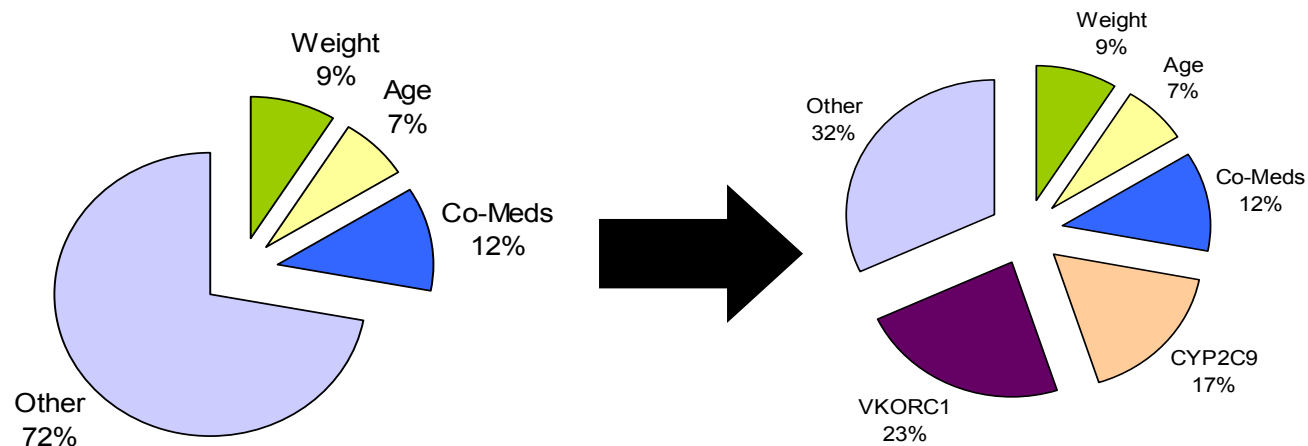 Weight
9%
Age
7%
Co-Meds
12%
Other
72%
Weight
9%
Age
7%
Co-Meds
12%
CYP2C9
17%
VKORC1
23%
Other
32%